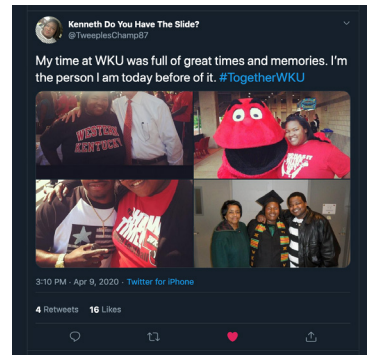 Kenneth Do You Have The Slide?
@TweeplesChamp87
My time at WKU was full of great times and memories. I'm
the person I am today before of it. #TogetherWKU
WESTERN
KENTUCKY
3:10 PM · Apr 9, 2020 · Twitter for iPhone
4 Retweets 16 Likes